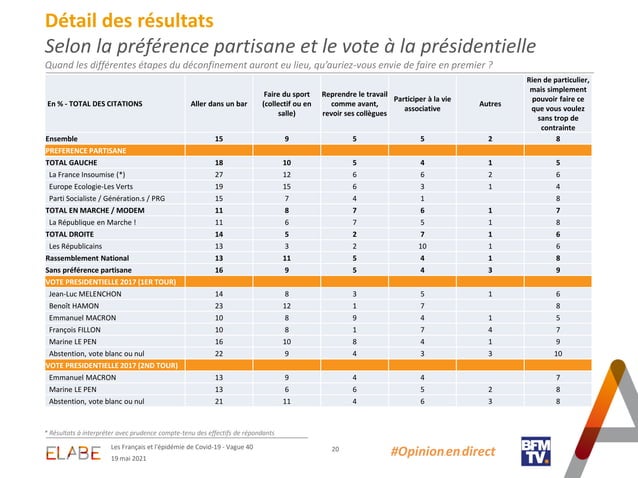 Détail des résultats
Selon la préférence partisane et le vote à la présidentielle
Quand les différentes étapes du déconfinement auront eu lieu, qu'auriez-vous envie de faire en premier ?
En % - TOTAL DES CITATIONS Aller dans un bar Faire du sport (collectif ou en salle) Reprendre le travail comme avant, revoir ses collègues Participer à la vie associative Autres Rien de particulier, mais simplement pouvoir faire ce que vous voulez sans trop de contrainte
Ensemble 15 9 5 5 2 8
PREFERENCE PARTISANE
TOTAL GAUCHE 18 10 5 4 1 5
La France Insoumise (*) 27 12 6 6 2 6
Europe Ecologie-Les Verts 19 15 6 3 1 4
Parti Socialiste / Génération.s / PRG 15 7 4 1 8
TOTAL EN MARCHE / MODEM 11 8 7 6 1 7
La République en Marche ! 11 6 7 5 1 8
TOTAL DROITE 14 5 2 7 1 6
Les Républicains 13 3 2 10 1 6
Rassemblement National 13 11 5 4 1 8
Sans préférence partisane 16 9 5 4 3 9
VOTE PRESIDENTIELLE 2017 (1ER TOUR)
Jean-Luc MELENCHON 14 8 3 5 1 6
Benoît HAMON 23 12 1 7 8
Emmanuel MACRON 10 8 9 4 1 5
François FILLON 10 8 1 7 4 7
Marine LE PEN 16 10 8 4 1 9
Abstention, vote blanc ou nul 22 9 4 3 3 10
VOTE PRESIDENTIELLE 2017 (2ND TOUR)
Emmanuel MACRON 13 9 4 4 7
Marine LE PEN 13 6 6 5 2 8
Abstention, vote blanc ou nul 21 11 4 6 3 8
* Résultats à interpréter avec prudence compte-tenu des effectifs de répondants
ELABE
Les Français et l'épidémie de Covid-19 - Vague 40
19 mai 2021
20
#Opinion en direct
BFM
TV.